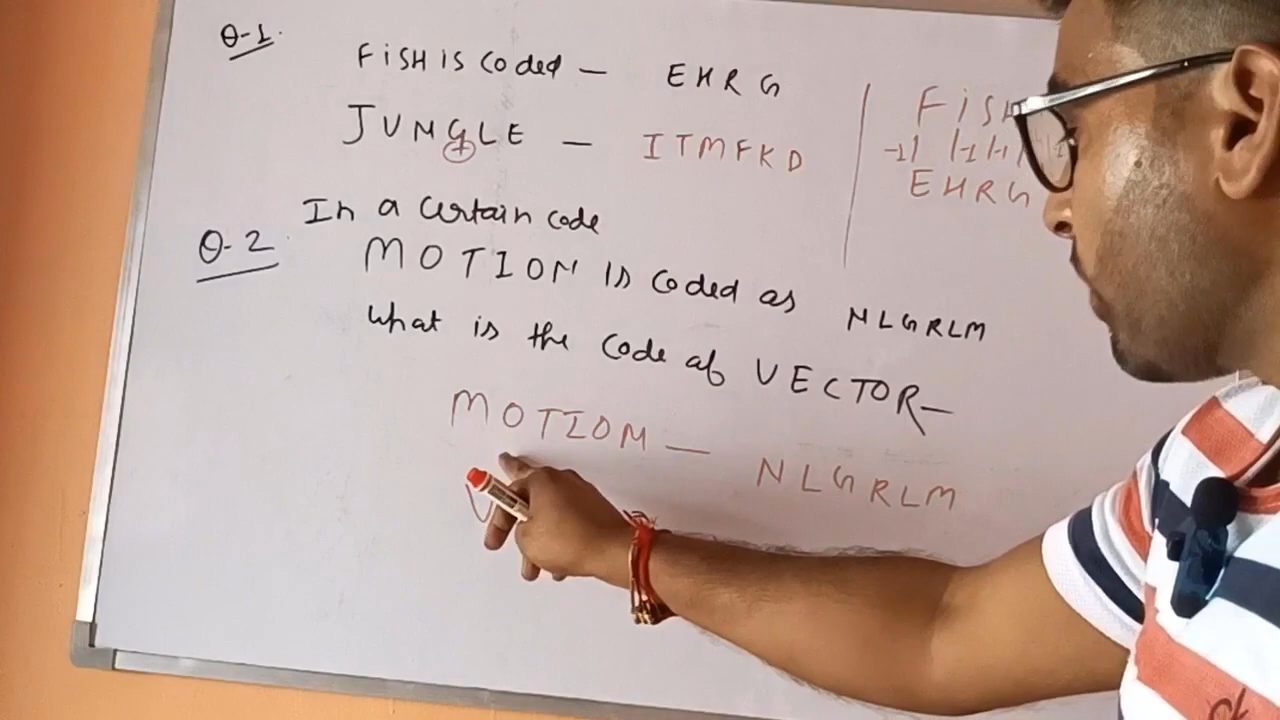 Q-1.
FiSH is Coded — EHRG
JUNGLE — ITMFKD
FiSH
-1 -1 -1
EHRG
In a certain code
Q-2
MOTION is Coded as NLGRLM
what is the Code of VECTOR—
MOTION — NLGRLM
V